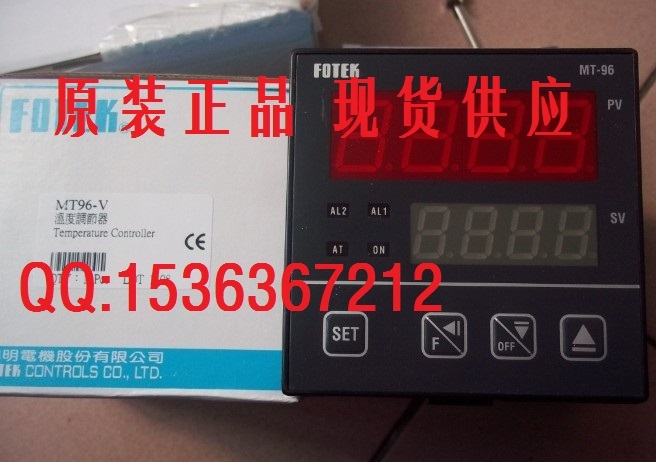 原装正品 现货供应
FOTEK
MT96-V
溫度調節器
Temperature Controller
CE
QQ:1536367212
明電機股份有限公司
TEK CONTROLS CO., LTD.
FOTEK
MT-96
PV
AL2 AL1
AT ON
SV
SET
F
OFF